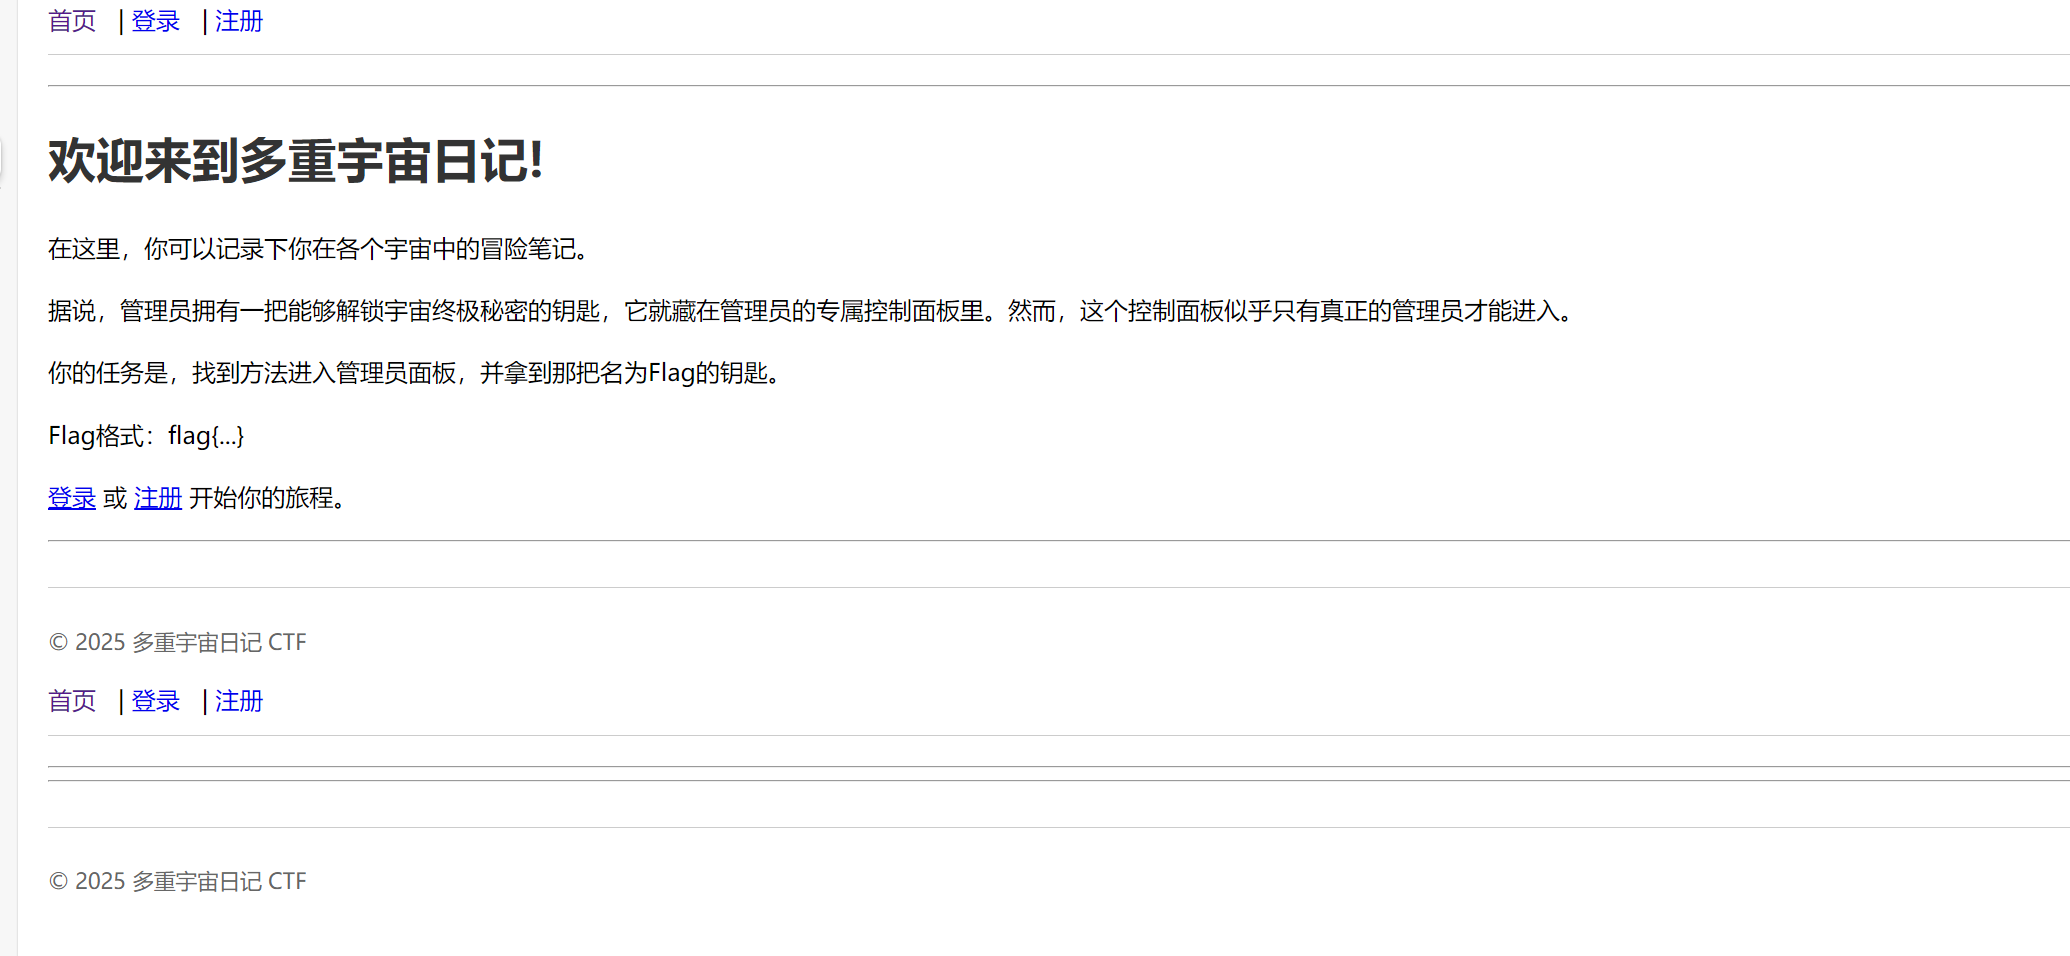 首页 | 登录 | 注册
欢迎来到多重宇宙日记!
在这里，你可以记录下你在各个宇宙中的冒险笔记。
据说，管理员拥有一把能够解锁宇宙终极秘密的钥匙，它就藏在管理员的专属控制面板里。然而，这个控制面板似乎只有真正的管理员才能进入。
你的任务是，找到方法进入管理员面板，并拿到那把名为Flag的钥匙。
Flag格式：flag{...}
登录 或 注册 开始你的旅程。
© 2025 多重宇宙日记 CTF
首页 | 登录 | 注册
© 2025 多重宇宙日记 CTF